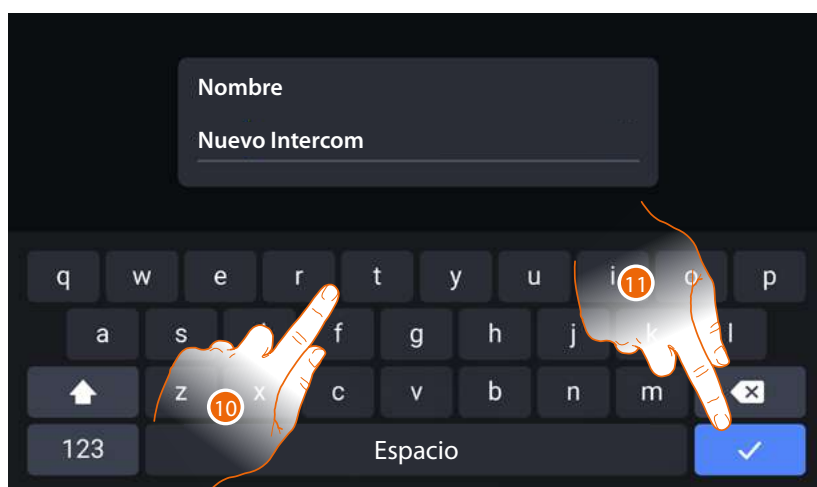 Nombre
Nuevo Intercom
q w e r t y u i o p
a s f g h j k l
z x c v b n m
123 Espacio
10
11